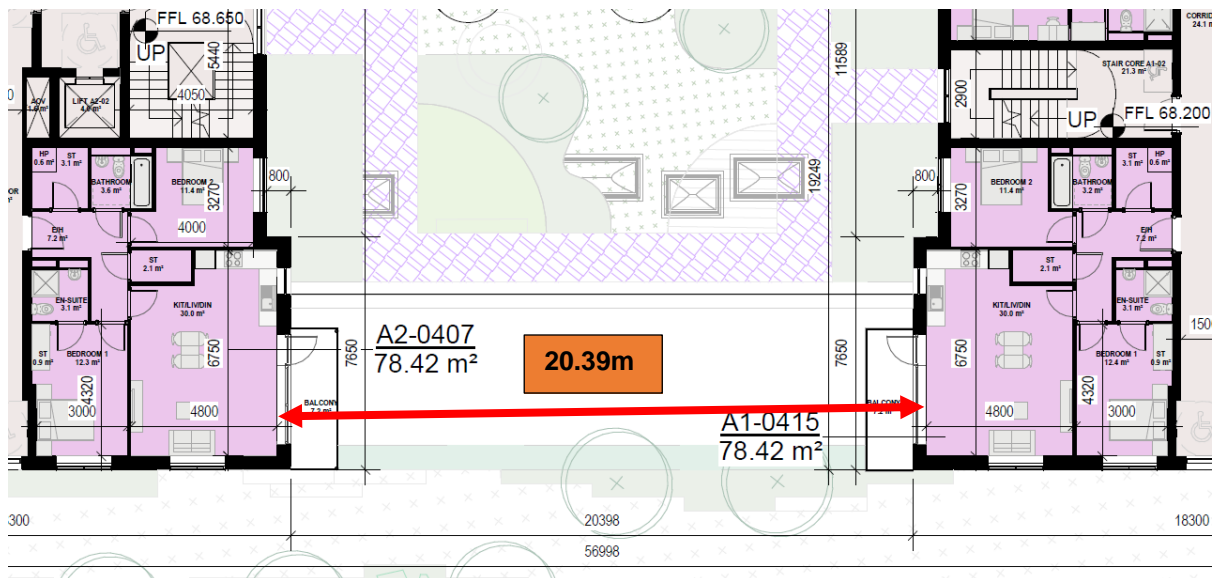 FFL 68.650
UP
5440
4050
AOV
LIFT A2-02
HP
0.6 m²
ST
3.1 m²
BATHROOM
3.6 m²
BEDROOM 2
11.4 m²
3270
4000
800
E/H
7.2 m²
ST
2.1 m²
EN-SUITE
3.1 m²
KIT/LIV/DIN
30.0 m²
ST
0.9 m²
BEDROOM 1
12.3 m²
6750
4320
3000
4800
BALCONY
7.2 m²
7650
A2-0407
78.42 m²
20.39m
A1-0415
78.42 m²
11589
19249
7650
800
2900
CORRID
24.1 m
STAIR CORE A1-02
21.3 m²
UP
FFL 68.200
BEDROOM 2
11.4 m²
3270
BATHROOM
3.2 m²
ST
3.1 m²
HP
0.6 m²
E/H
7.2 m²
ST
2.1 m²
EN-SUITE
3.1 m²
KIT/LIV/DIN
30.0 m²
BEDROOM 1
12.4 m²
ST
0.9 m²
6750
4320
4800
3000
BALCONY
1500
20398
18300
56998